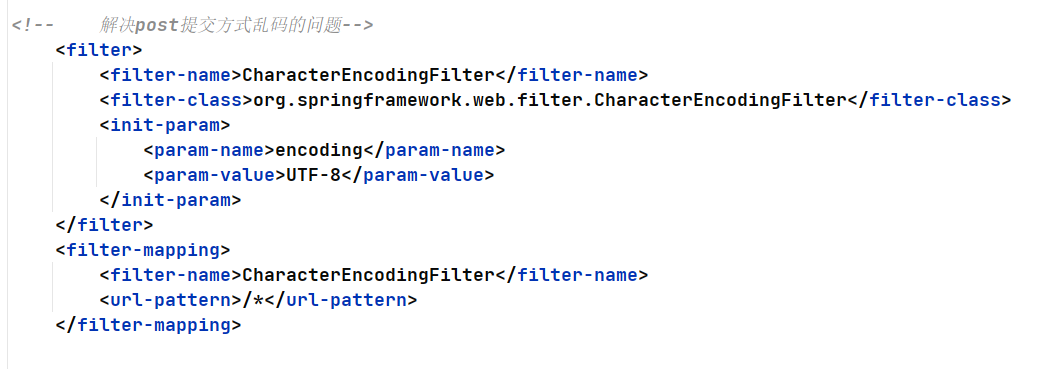 <!--    解决post提交方式乱码的问题-->
    <filter>
        <filter-name>CharacterEncodingFilter</filter-name>
        <filter-class>org.springframework.web.filter.CharacterEncodingFilter</filter-class>
        <init-param>
            <param-name>encoding</param-name>
            <param-value>UTF-8</param-value>
        </init-param>
    </filter>
    <filter-mapping>
        <filter-name>CharacterEncodingFilter</filter-name>
        <url-pattern>/*</url-pattern>
    </filter-mapping>